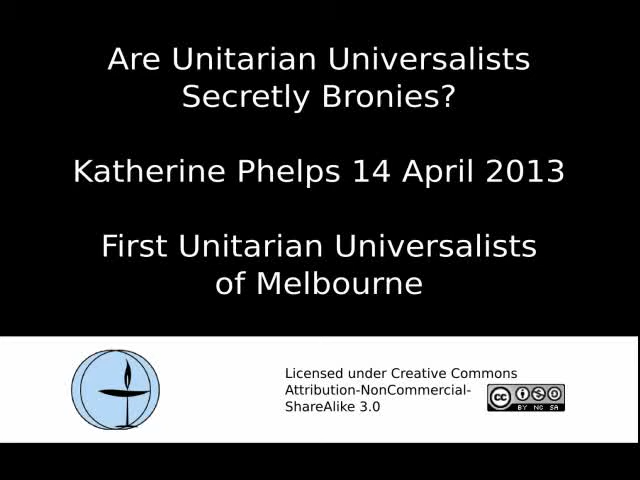 Are Unitarian Universalists
Secretly Bronies?
Katherine Phelps 14 April 2013
First Unitarian Universalists
of Melbourne
Licensed under Creative Commons
Attribution-NonCommercial-
ShareAlike 3.0
cc
BY NC SA